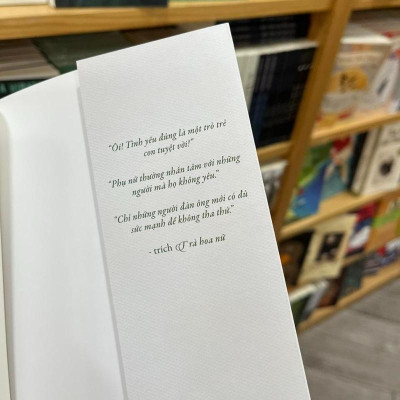 "Ôi! Tình yêu đúng là một trò trẻ
con tuyệt vời!"
"Phụ nữ thường nhẫn tâm với những
người mà họ không yêu."
"Chỉ những người đàn ông mới có đủ
sức mạnh để không tha thứ."
- trích Trà hoa nữ